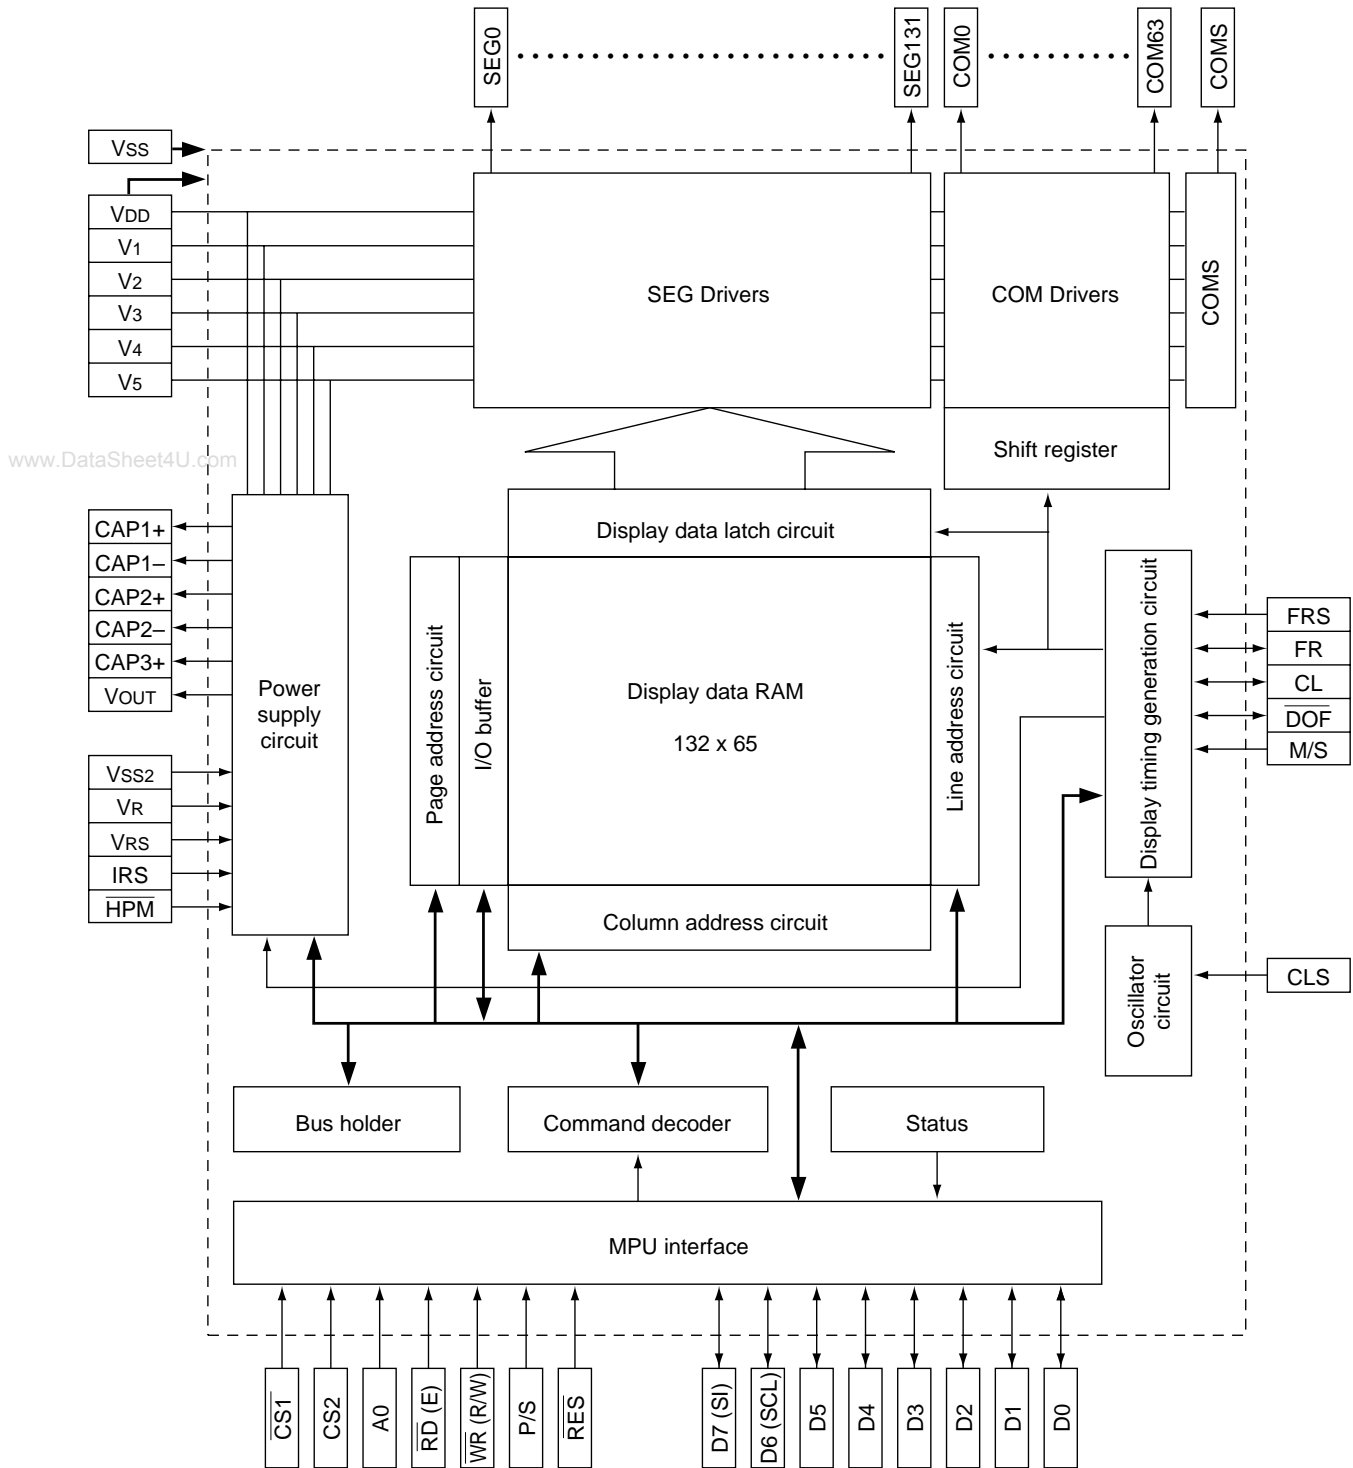 SEG0
SEG131
COM0
COM63
COMS
VSS
VDD
V1
V2
V3
V4
V5
SEG Drivers
COM Drivers
COMS
Shift register
www.DataSheet4U.com
CAP1+
CAP1–
CAP2+
CAP2–
CAP3+
VOUT
VSS2
VR
VRS
IRS
HPM
Power
supply
circuit
Display data latch circuit
Page address circuit
I/O buffer
Display data RAM
132 x 65
Line address circuit
Column address circuit
Display timing generation circuit
FRS
FR
CL
DOF
M/S
Oscillator
circuit
CLS
Bus holder
Command decoder
Status
MPU interface
CS1
CS2
A0
RD (E)
WR (R/W)
P/S
RES
D7 (SI)
D6 (SCL)
D5
D4
D3
D2
D1
D0